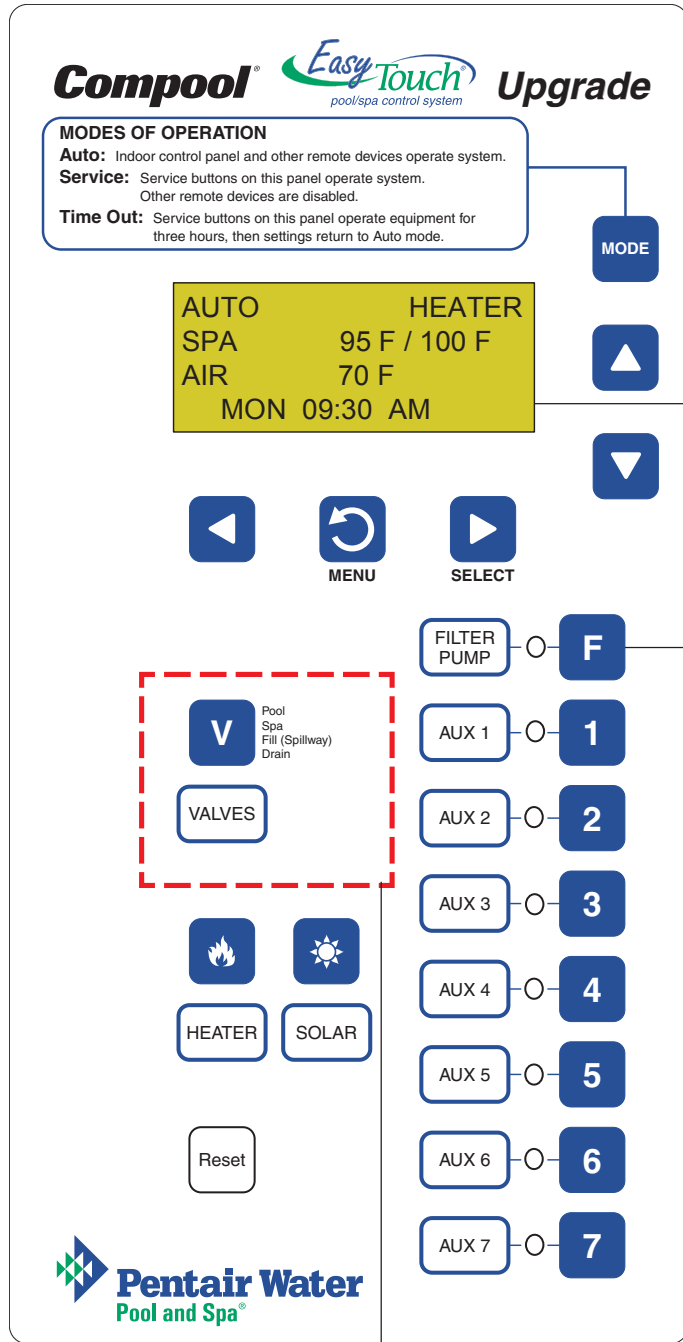 Compool® Easy Touch® Upgrade
pool/spa control system
MODES OF OPERATION
Auto: Indoor control panel and other remote devices operate system.
Service: Service buttons on this panel operate system.
Other remote devices are disabled.
Time Out: Service buttons on this panel operate equipment for
three hours, then settings return to Auto mode.
MODE
AUTO HEATER
SPA 95 F / 100 F
AIR 70 F
MON 09:30 AM
MENU
SELECT
FILTER
PUMP
F
V
Pool
Spa
Fill (Spillway)
Drain
VALVES
AUX 1
1
AUX 2
2
AUX 3
3
AUX 4
4
HEATER
SOLAR
AUX 5
5
Reset
AUX 6
6
AUX 7
7
Pentair Water
Pool and Spa®